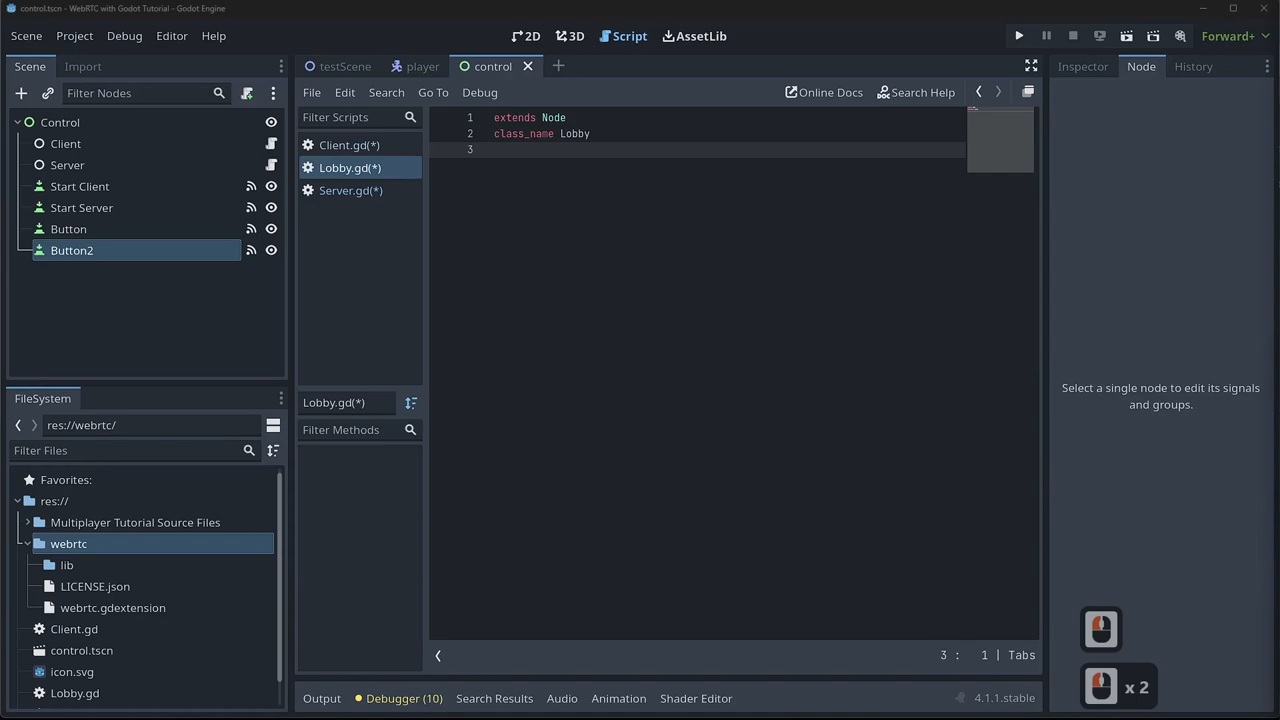 control.tscn - WebRTC with Godot Tutorial - Godot Engine
Scene Project Debug Editor Help
2D 3D Script AssetLib
Forward+
Scene Import
testScene player control
Inspector Node History
Filter Nodes
File Edit Search Go To Debug
Online Docs Search Help
Filter Scripts
Client.gd(*)
Lobby.gd(*)
Server.gd(*)
1 extends Node
2 class_name Lobby
3
Control
Client
Server
Start Client
Start Server
Button
Button2
Lobby.gd(*)
Filter Methods
Select a single node to edit its signals
and groups.
FileSystem
res://webrtc/
Filter Files
Favorites:
res://
Multiplayer Tutorial Source Files
webrtc
lib
LICENSE.json
webrtc.gdextension
Client.gd
control.tscn
icon.svg
Lobby.gd
3 : 1 | Tabs
Output Debugger (10) Search Results Audio Animation Shader Editor
4.1.1.stable
x 2